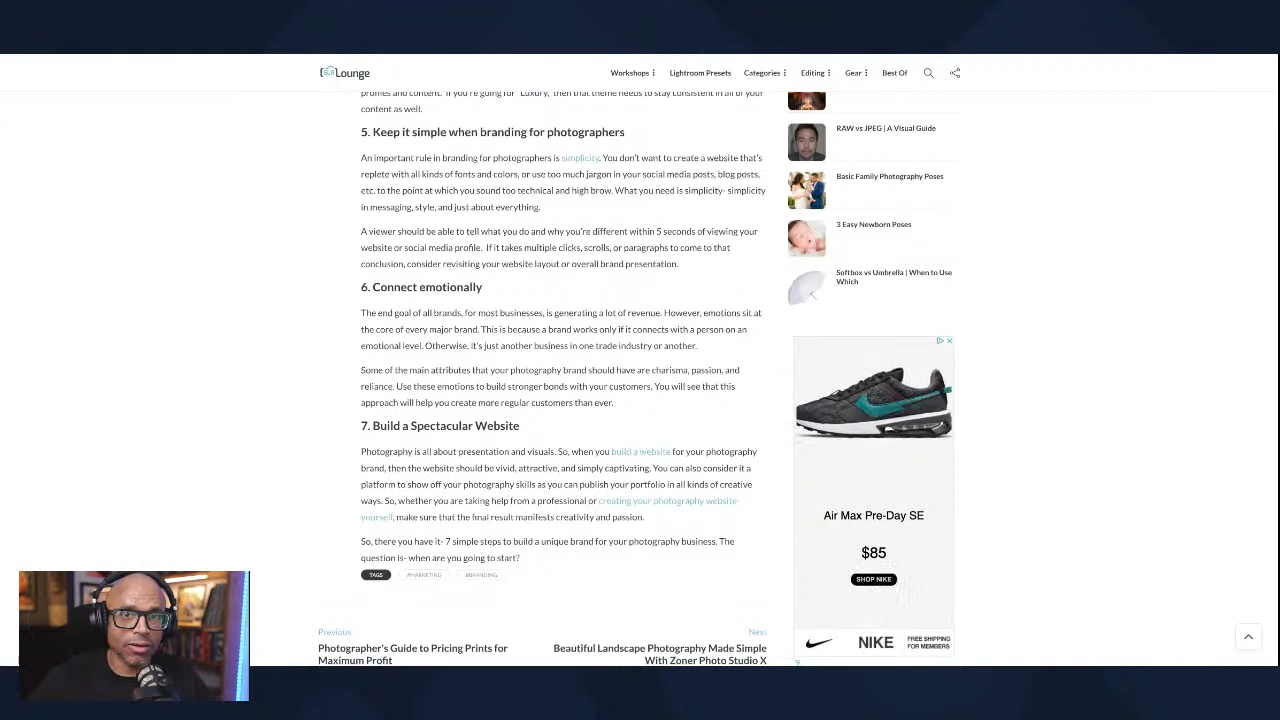 SLR Lounge
Workshops
Lightroom Presets
Categories
Editing
Gear
Best Of
content as well.
5. Keep it simple when branding for photographers
An important rule in branding for photographers is simplicity. You don't want to create a website that's
replete with all kinds of fonts and colors, or use too much jargon in your social media posts, blog posts,
etc. to the point at which you sound too technical and high brow. What you need is simplicity- simplicity
in messaging, style, and just about everything.
A viewer should be able to tell what you do and why you're different within 5 seconds of viewing your
website or social media profile. If it takes multiple clicks, scrolls, or paragraphs to come to that
conclusion, consider revisiting your website layout or overall brand presentation.
6. Connect emotionally
The end goal of all brands, for most businesses, is generating a lot of revenue. However, emotions sit at
the core of every major brand. This is because a brand works only if it connects with a person on an
emotional level. Otherwise, it's just another business in one trade industry or another.
Some of the main attributes that your photography brand should have are charisma, passion, and
reliance. Use these emotions to build stronger bonds with your customers. You will see that this
approach will help you create more regular customers than ever.
7. Build a Spectacular Website
Photography is all about presentation and visuals. So, when you build a website for your photography
brand, then the website should be vivid, attractive, and simply captivating. You can also consider it a
platform to show off your photography skills as you can publish your portfolio in all kinds of creative
ways. So, whether you are taking help from a professional or creating your photography website
yourself, make sure that the final result manifests creativity and passion.
So, there you have it- 7 simple steps to build a unique brand for your photography business. The
question is- when are you going to start?
TAGS
#MARKETING
#BRANDING
Previous
Photographer's Guide to Pricing Prints for
Maximum Profit
Next
Beautiful Landscape Photography Made Simple
With Zoner Photo Studio X
RAW vs JPEG | A Visual Guide
Basic Family Photography Poses
3 Easy Newborn Poses
Softbox vs Umbrella | When to Use
Which
Air Max Pre-Day SE
$85
SHOP NIKE
NIKE
FREE SHIPPING
FOR MEMBERS